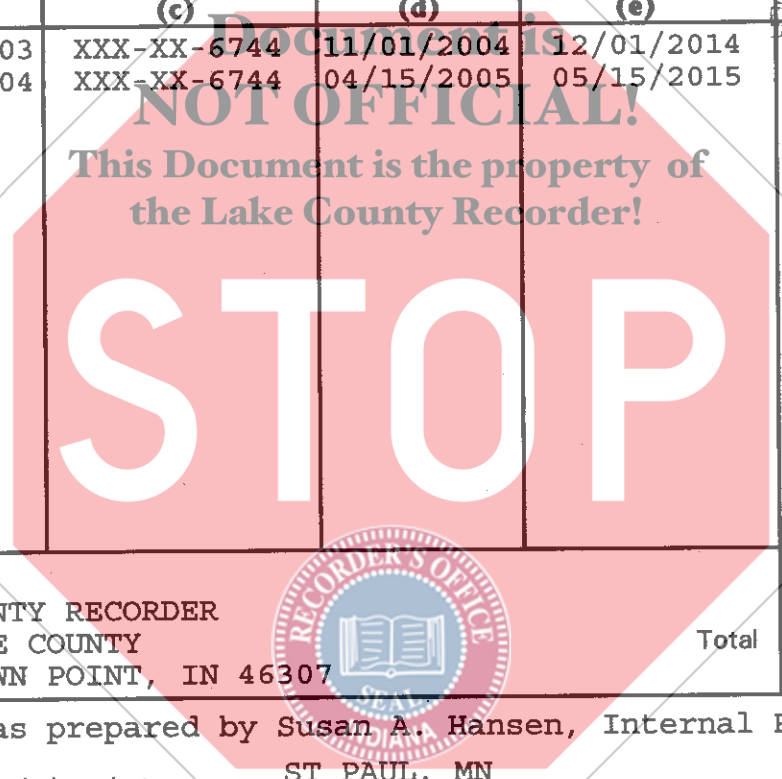 (c) (d) (e)
Document is
03 XXX-XX-6744 11/01/2004 12/01/2014
04 XXX-XX-6744 04/15/2005 05/15/2015
NOT OFFICIAL!
This Document is the property of
the Lake County Recorder!
STOP
RECORDER'S OFFICE
SEAL
INDIANA
NTY RECORDER
E COUNTY Total
WN POINT, IN 46307
as prepared by Susan A. Hansen, Internal
ST PAUL, MN